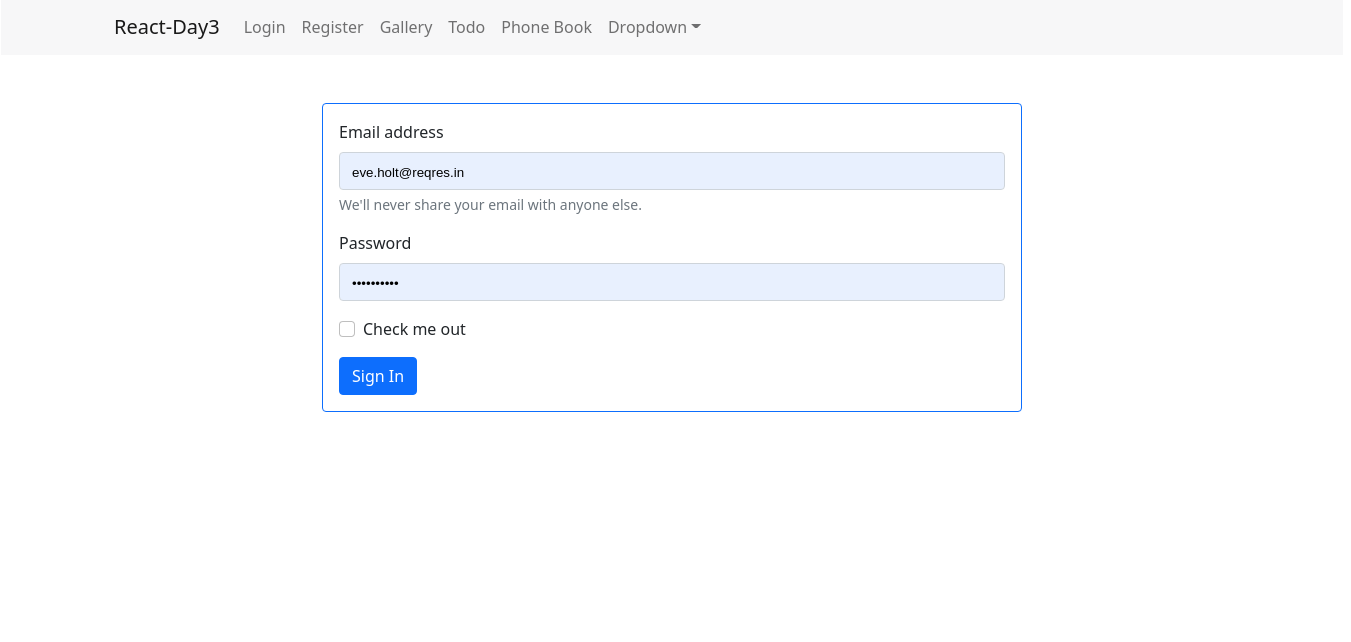 React-Day3 Login Register Gallery Todo Phone Book Dropdown
Email address
eve.holt@reqres.in
We'll never share your email with anyone else.
Password
••••••••••
Check me out
Sign In